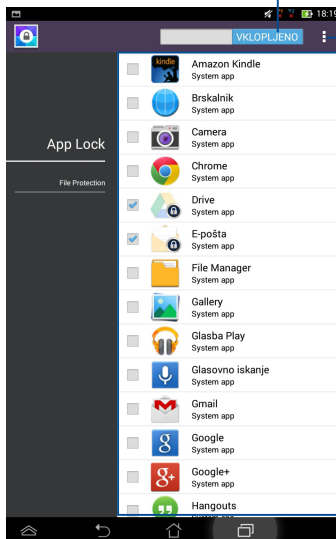 18:19
VKLOPLJENO
App Lock
File Protection
kindle
Amazon Kindle
System app
Brskalnik
System app
Camera
System app
Chrome
System app
Drive
System app
E-pošta
System app
File Manager
System app
Gallery
System app
Glasba Play
System app
Glasovno iskanje
System app
Gmail
System app
Google
System app
Google+
System app
Hangouts